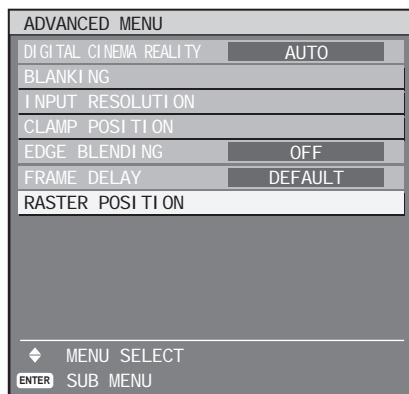 ADVANCED MENU
DIGITAL CINEMA REALITY AUTO
BLANKING
INPUT RESOLUTION
CLAMP POSITION
EDGE BLENDING OFF
FRAME DELAY DEFAULT
RASTER POSITION
MENU SELECT
ENTER SUB MENU